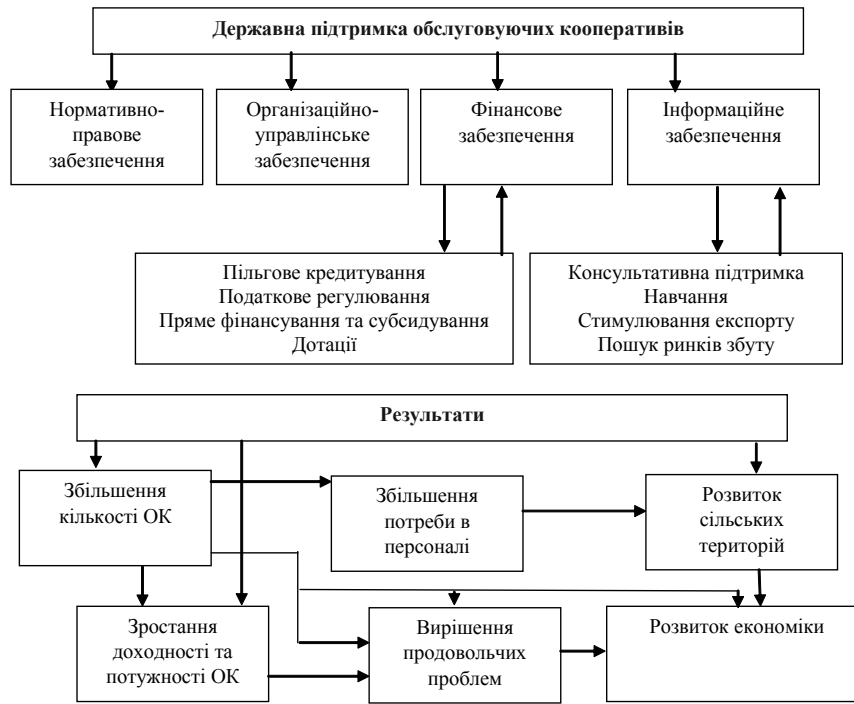 Державна підтримка обслуговуючих кооперативів
Нормативно-
правове
забезпечення
Організаційно-
управлінське
забезпечення
Фінансове
забезпечення
Інформаційне
забезпечення
Пільгове кредитування
Податкове регулювання
Пряме фінансування та субсидування
Дотації
Консультативна підтримка
Навчання
Стимулювання експорту
Пошук ринків збуту
Результати
Збільшення
кількості ОК
Збільшення
потреби в
персоналі
Розвиток
сільських
територій
Зростання
доходності та
потужності ОК
Вирішення
продовольчих
проблем
Розвиток економіки